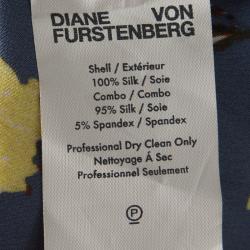 DIANE VON
FURSTENBERG
Shell / Extérieur
100% Silk / Soie
Combo / Combo
95% Silk / Soie
5% Spandex / Spandex
Professional Dry Clean Only
Nettoyage Á Sec
Professionnel Seulement
P